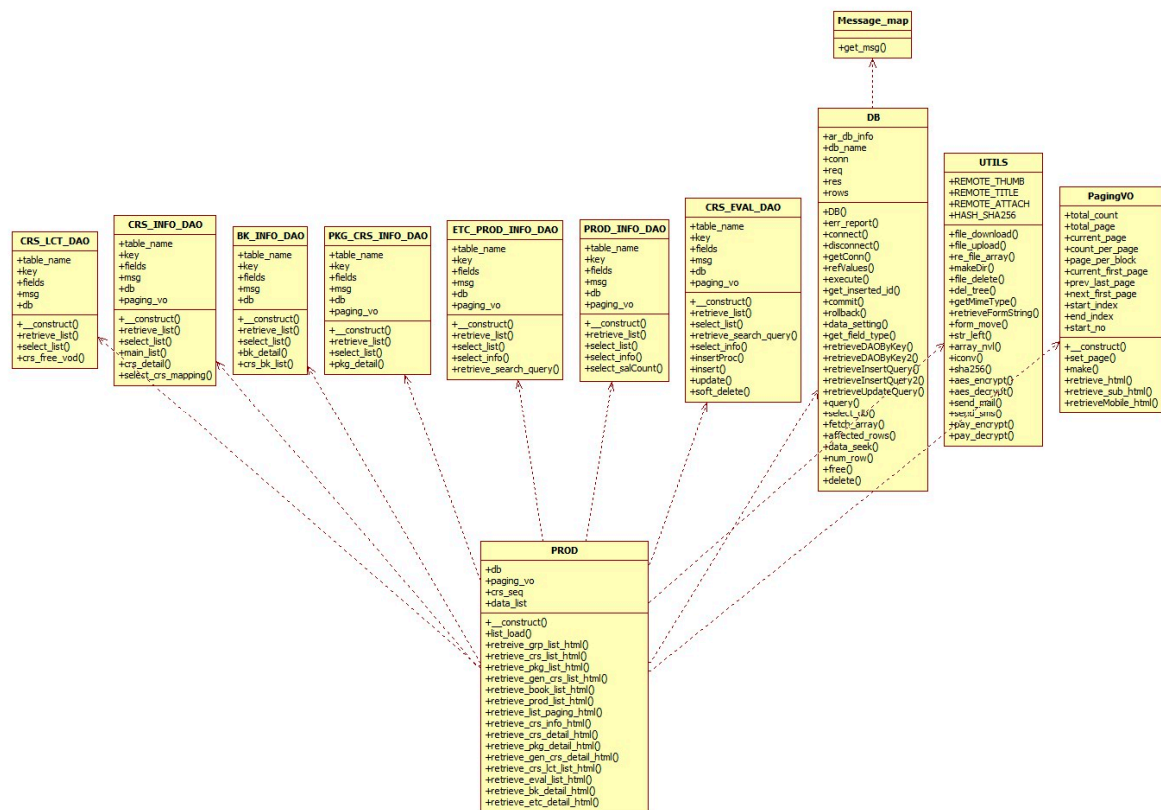 Message_map
+get_msg()
DB
+ar_db_info
+db_name
+conn
+req
+res
+rows
+DB()
+err_report()
+connect()
+disconnect()
+getConn()
+refValues()
+execute()
+get_inserted_id()
+commit()
+rollback()
+data_setting()
+get_field_type()
+retrieveDAOByKey()
+retrieveDAOByKey2()
+retrieveInsertQuery()
+retrieveInsertQuery2()
+retrieveUpdateQuery()
+query()
+select_db()
+fetch_array()
+affected_rows()
+data_seek()
+num_row()
+free()
+delete()
UTILS
+REMOTE_THUMB
+REMOTE_TITLE
+REMOTE_ATTACH
+HASH_SHA256
+file_download()
+file_upload()
+re_file_array()
+makeDir()
+file_delete()
+del_tree()
+getMimeType()
+retrieveFormString()
+form_move()
+str_left()
+array_nvl()
+iconv()
+sha256()
+aes_encrypt()
+aes_decrypt()
+send_mail()
+send_sms()
+pay_encrypt()
+pay_decrypt()
PagingVO
+total_count
+total_page
+current_page
+count_per_page
+page_per_block
+current_first_page
+prev_last_page
+next_first_page
+start_index
+end_index
+start_no
+__construct()
+set_page()
+make()
+retrieve_html()
+retrieve_sub_html()
+retrieveMobile_html()
CRS_LCT_DAO
+table_name
+key
+fields
+msg
+db
+__construct()
+retrieve_list()
+select_list()
+crs_free_vod()
CRS_INFO_DAO
+table_name
+key
+fields
+msg
+db
+paging_vo
+__construct()
+retrieve_list()
+select_list()
+main_list()
+crs_detail()
+select_crs_mapping()
BK_INFO_DAO
+table_name
+key
+fields
+msg
+db
+__construct()
+retrieve_list()
+select_list()
+bk_detail()
+crs_bk_list()
PKG_CRS_INFO_DAO
+table_name
+key
+fields
+msg
+db
+paging_vo
+__construct()
+retrieve_list()
+select_list()
+pkg_detail()
ETC_PROD_INFO_DAO
+table_name
+key
+fields
+msg
+db
+paging_vo
+__construct()
+retrieve_list()
+select_list()
+select_info()
+retrieve_search_query()
PROD_INFO_DAO
+table_name
+key
+fields
+msg
+db
+paging_vo
+__construct()
+retrieve_list()
+select_list()
+select_info()
+select_salCount()
CRS_EVAL_DAO
+table_name
+key
+fields
+msg
+db
+paging_vo
+__construct()
+retrieve_list()
+select_list()
+retrieve_search_query()
+select_info()
+insertProc()
+insert()
+update()
+soft_delete()
PROD
+db
+paging_vo
+crs_seq
+data_list
+__construct()
+list_load()
+retreive_grp_list_html()
+retrieve_crs_list_html()
+retrieve_pkg_list_html()
+retrieve_gen_crs_list_html()
+retrieve_book_list_html()
+retrieve_prod_list_html()
+retrieve_list_paging_html()
+retrieve_crs_info_html()
+retrieve_crs_detail_html()
+retrieve_pkg_detail_html()
+retrieve_gen_crs_detail_html()
+retrieve_crs_lct_list_html()
+retrieve_eval_list_html()
+retrieve_bk_detail_html()
+retrieve_etc_detail_html()